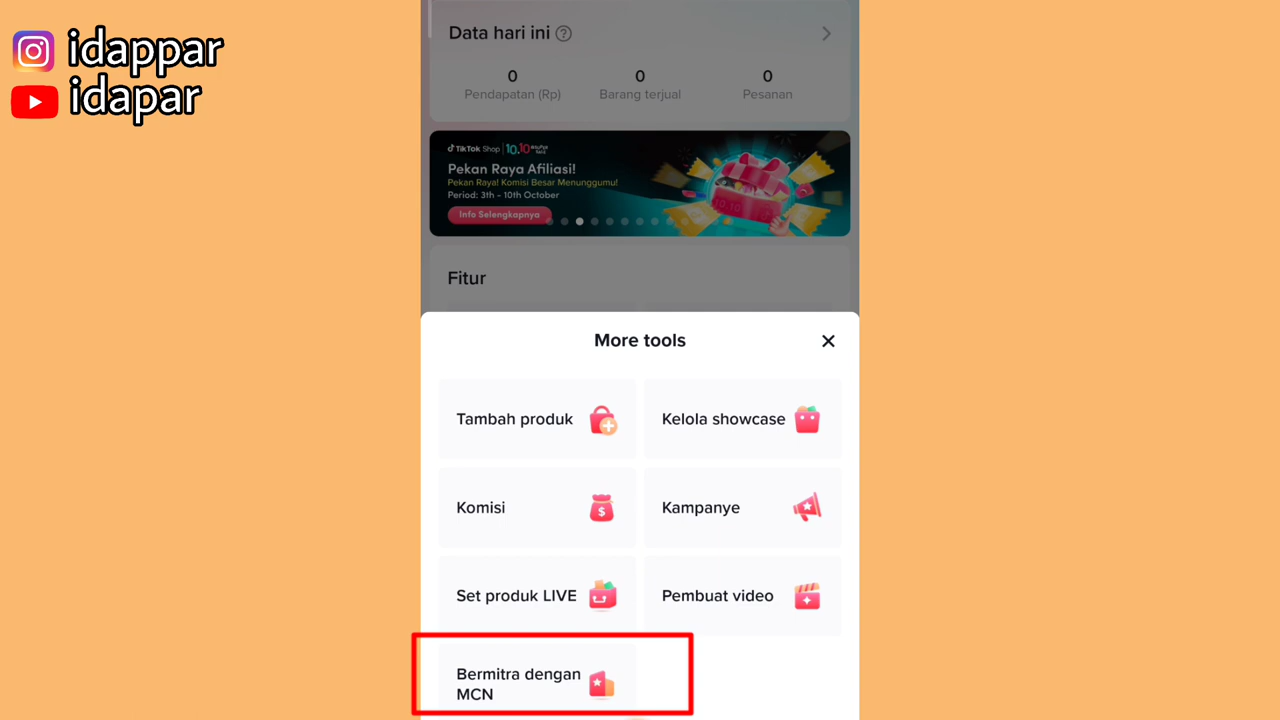 idappar
idapar
Data hari ini
0
0
0
Pendapatan (Rp)
Barang terjual
Pesanan
TikTok Shop
10.10
Pekan Raya Afiliasi!
Pekan Raya! Komisi Besar Menunggumu!
Period: 3th - 10th October
Info Selengkapnya
Fitur
More tools
Tambah produk
Kelola showcase
Komisi
Kampanye
Set produk LIVE
Pembuat video
Bermitra dengan
MCN